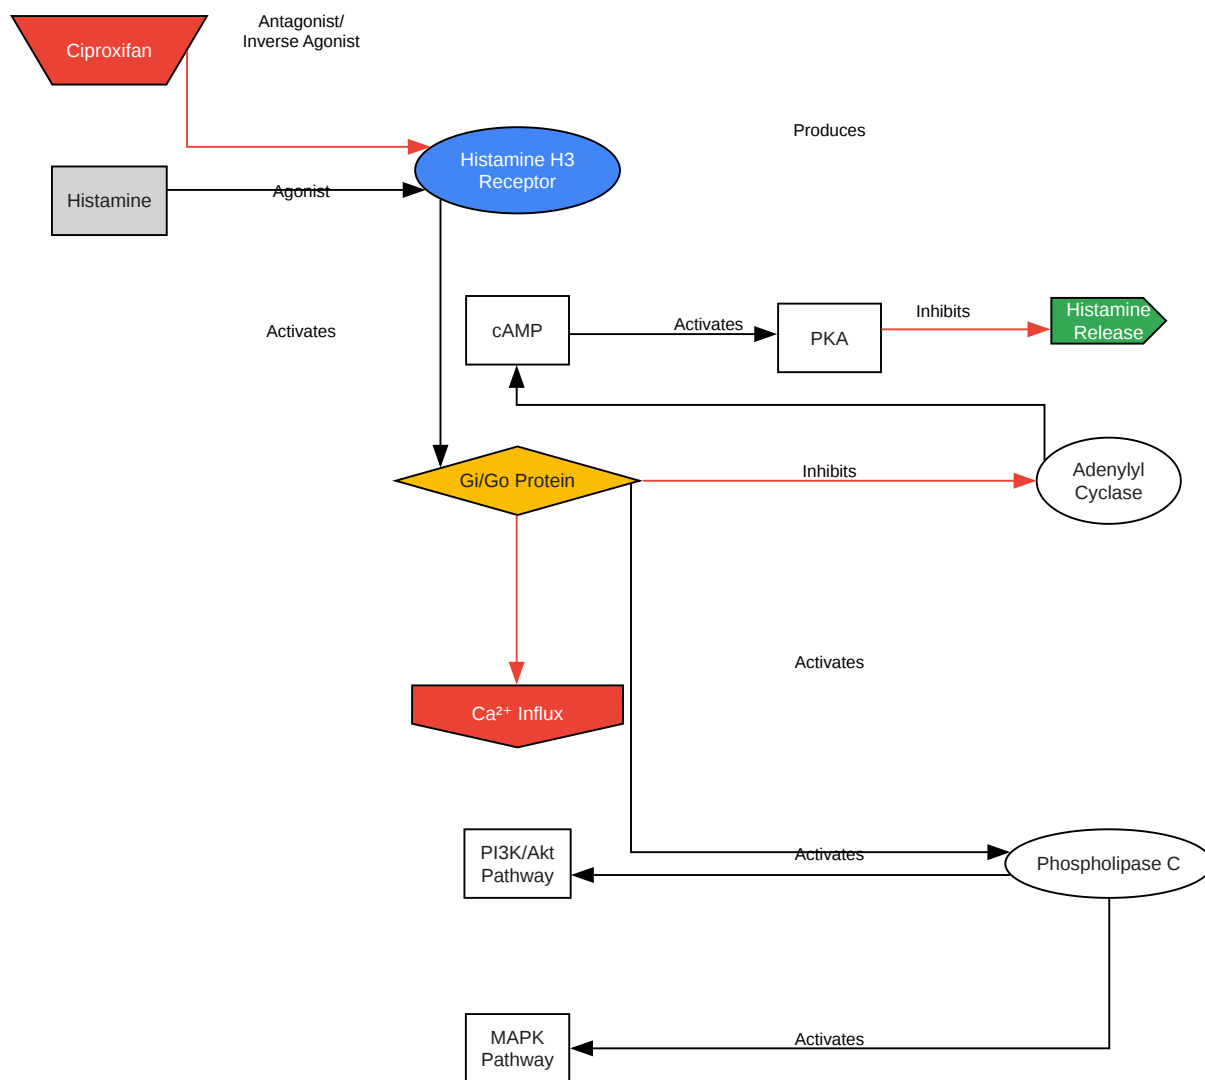 Antagonist/
Inverse Agonist
Ciproxifan
Produces
Histamine H3
Receptor
Histamine
Agonist
Activates
cAMP
Activates
PKA
Inhibits
Histamine
Release
Gi/Go Protein
Inhibits
Adenylyl
Cyclase
Activates
Ca²⁺ Influx
PI3K/Akt
Pathway
Activates
Phospholipase C
MAPK
Pathway
Activates